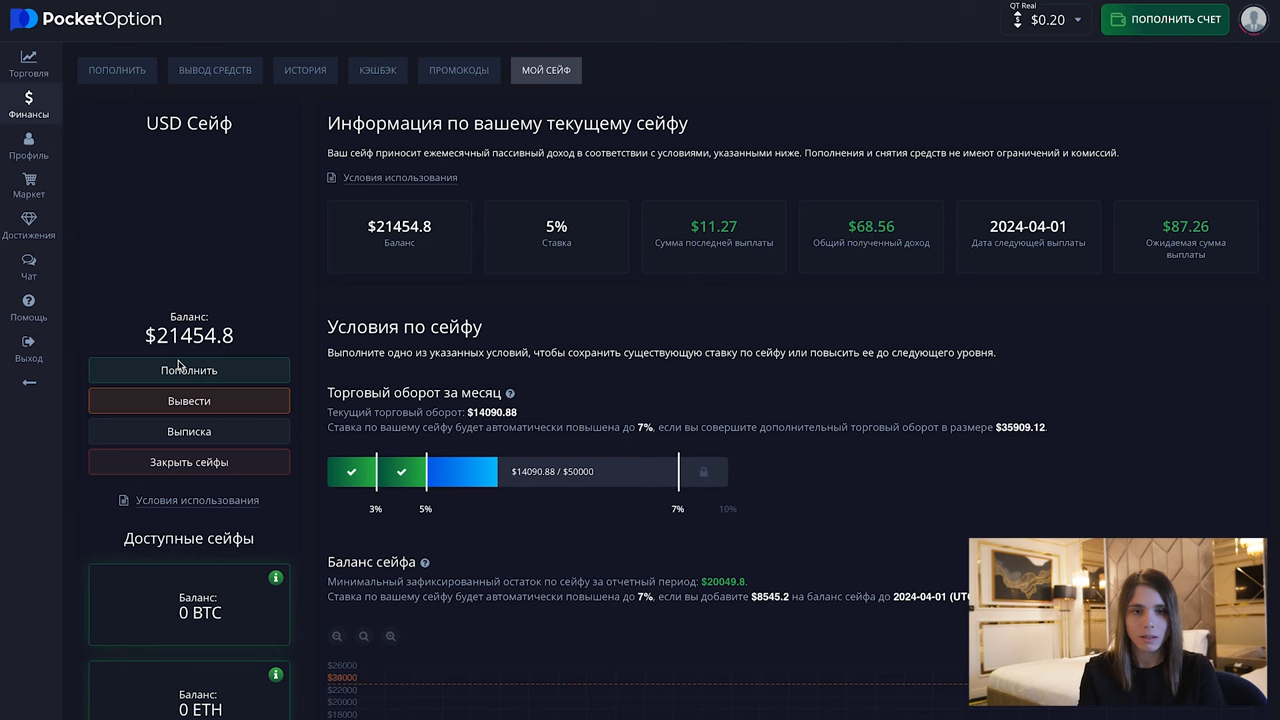 PocketOption
QT Real
$0.20
ПОПОЛНИТЬ СЧЕТ
Торговля
Финансы
Профиль
Маркет
Достижения
Чат
Помощь
Выход
ПОПОЛНИТЬ
ВЫВОД СРЕДСТВ
ИСТОРИЯ
КЭШБЭК
ПРОМОКОДЫ
МОЙ СЕЙФ
USD Сейф
Баланс:
$21454.8
Пополнить
Вывести
Выписка
Закрыть сейфы
Условия использования
Доступные сейфы
Баланс:
0 BTC
Баланс:
0 ETH
Информация по вашему текущему сейфу
Ваш сейф приносит ежемесячный пассивный доход в соответствии с условиями, указанными ниже. Пополнения и снятия средств не имеют ограничений и комиссий.
Условия использования
$21454.8
Баланс
5%
Ставка
$11.27
Сумма последней выплаты
$68.56
Общий полученный доход
2024-04-01
Дата следующей выплаты
$87.26
Ожидаемая сумма
выплаты
Условия по сейфу
Выполните одно из указанных условий, чтобы сохранить существующую ставку по сейфу или повысить ее до следующего уровня.
Торговый оборот за месяц
Текущий торговый оборот: $14090.88
Ставка по вашему сейфу будет автоматически повышена до 7%, если вы совершите дополнительный торговый оборот в размере $35909.12.
$14090.88 / $50000
3% 5% 7% 10%
Баланс сейфа
Минимальный зафиксированный остаток по сейфу за отчетный период: $20049.8.
Ставка по вашему сейфу будет автоматически повышена до 7%, если вы добавите $8545.2 на баланс сейфа до 2024-04-01 (UTC
$26000
$22000
$20000
$18000